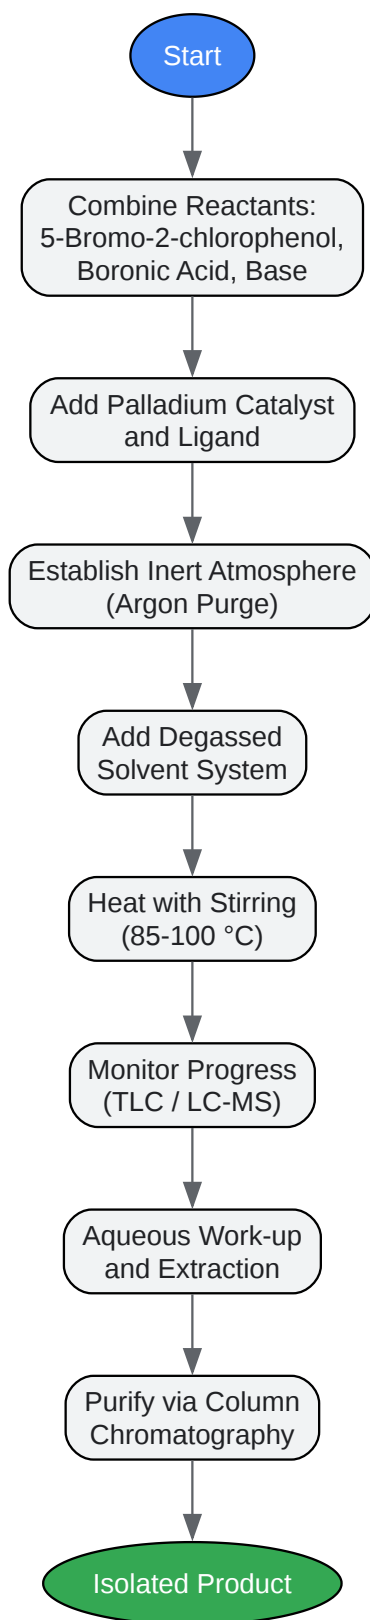 Start
Combine Reactants:
5-Bromo-2-chlorophenol,
Boronic Acid, Base
Add Palladium Catalyst
and Ligand
Establish Inert Atmosphere
(Argon Purge)
Add Degassed
Solvent System
Heat with Stirring
(85-100 °C)
Monitor Progress
(TLC / LC-MS)
Aqueous Work-up
and Extraction
Purify via Column
Chromatography
Isolated Product